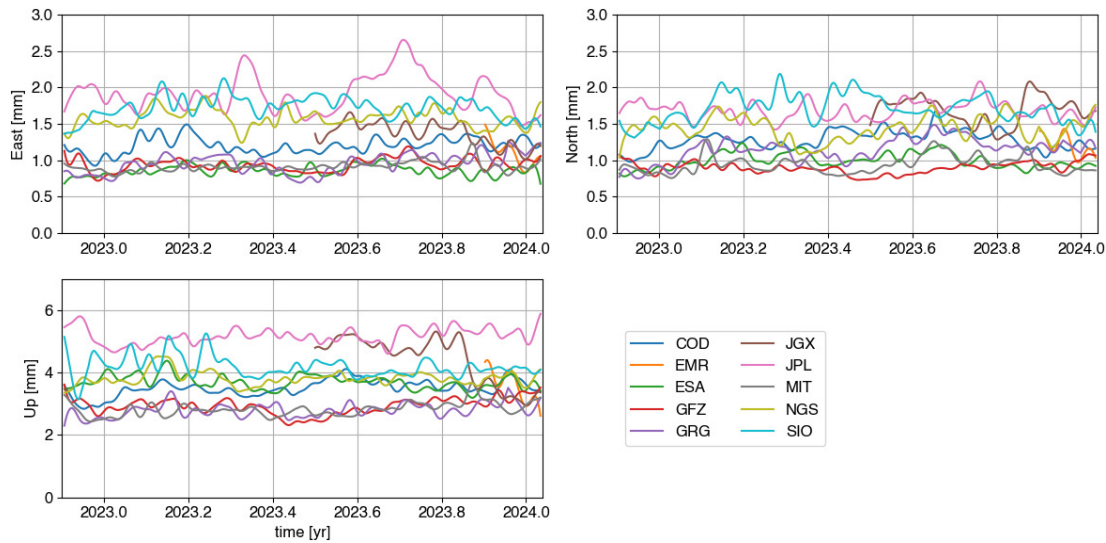 3.0
2.5
2.0
1.5
1.0
0.5
0.0
East [mm]
2023.0 2023.2 2023.4 2023.6 2023.8 2024.0
3.0
2.5
2.0
1.5
1.0
0.5
0.0
North [mm]
2023.0 2023.2 2023.4 2023.6 2023.8 2024.0
6
4
2
0
Up [mm]
2023.0 2023.2 2023.4 2023.6 2023.8 2024.0
time [yr]
COD JGX
EMR JPL
ESA MIT
GFZ NGS
GRG SIO